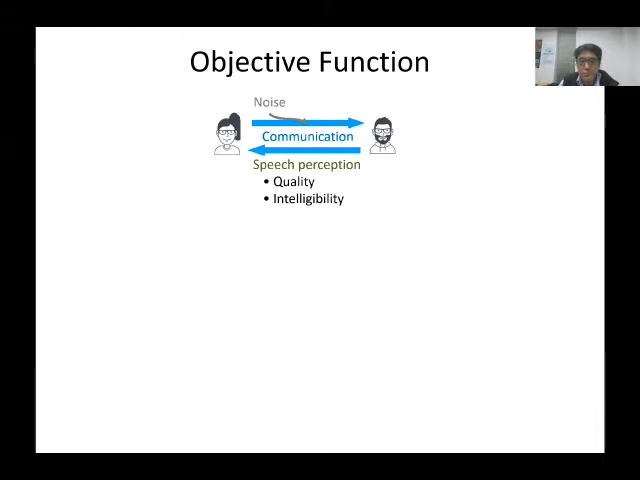 Objective Function
Noise
Communication
Speech perception
• Quality
• Intelligibility